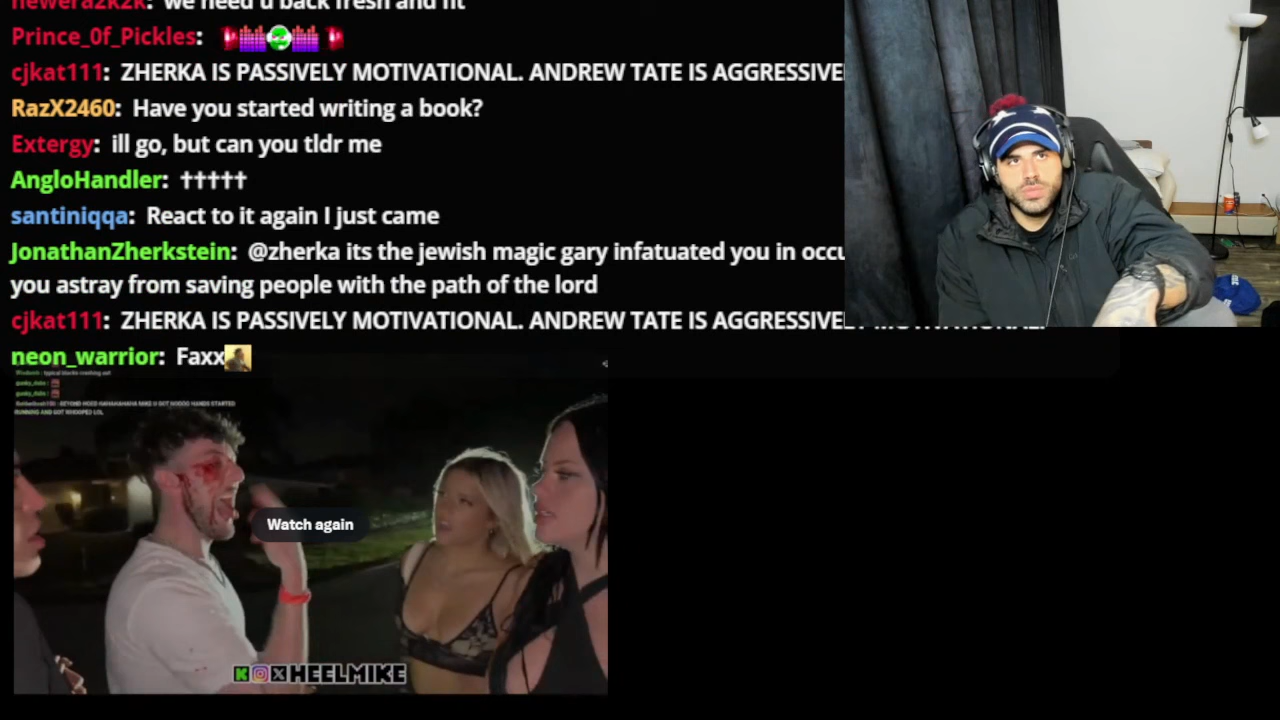 newera2k2k: we need u back fresh and fit
Prince_0f_Pickles:
cjkat111: ZHERKA IS PASSIVELY MOTIVATIONAL. ANDREW TATE IS AGGRESSIVE
RazX2460: Have you started writing a book?
Extergy: ill go, but can you tldr me
AngloHandler: †††††
santiniqqa: React to it again I just came
JonathanZherkstein: @zherka its the jewish magic gary infatuated you in occu
you astray from saving people with the path of the lord
cjkat111: ZHERKA IS PASSIVELY MOTIVATIONAL. ANDREW TATE IS AGGRESSIVELY MOTIVATIONAL.
neon_warrior: Faxx
Watch again
HEELMIKE